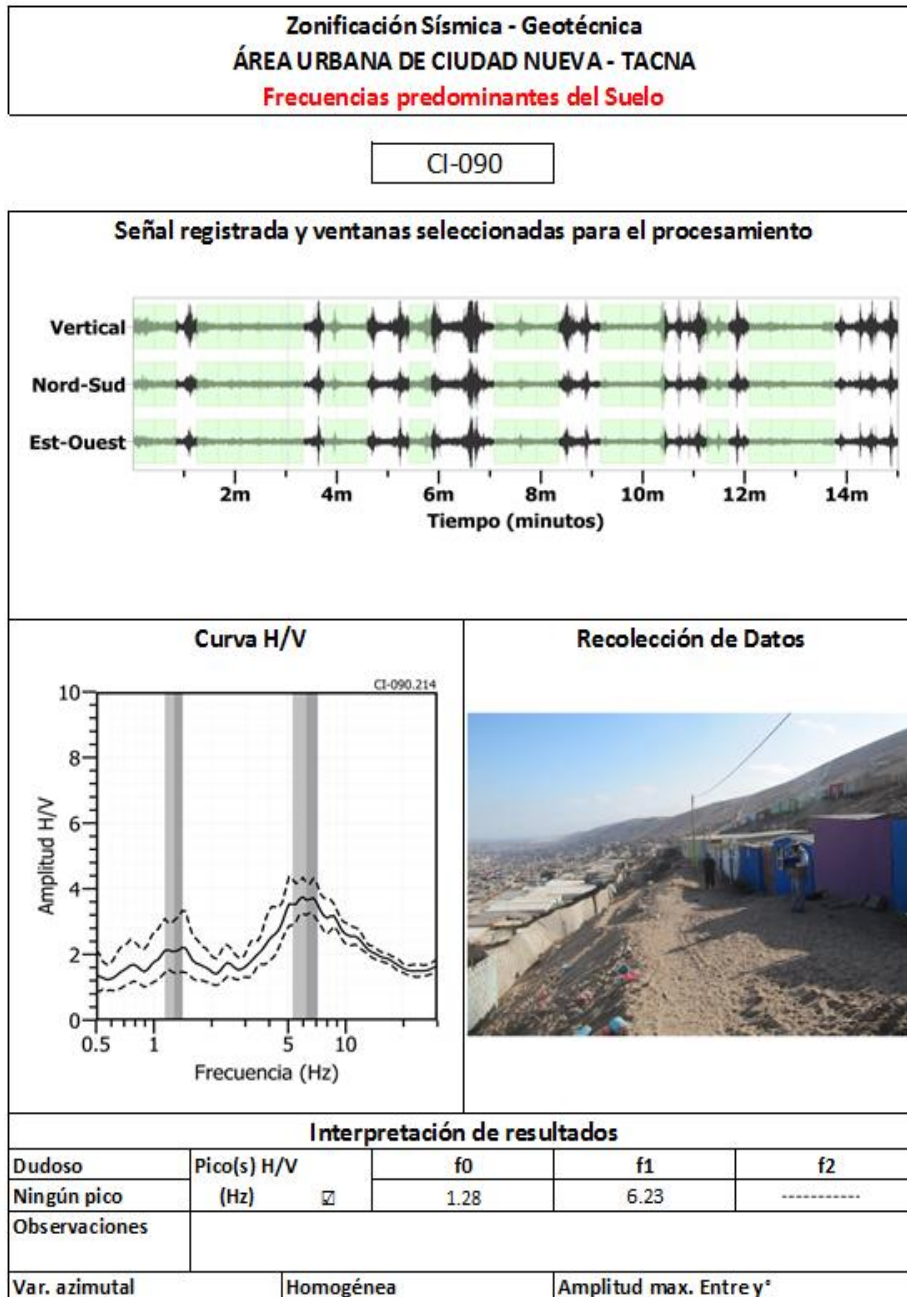 Zonificación Sísmica - Geotécnica
ÁREA URBANA DE CIUDAD NUEVA - TACNA
Frecuencias predominantes del Suelo
CI-090
Señal registrada y ventanas seleccionadas para el procesamiento
Vertical
Nord-Sud
Est-Ouest
2m 4m 6m 8m 10m 12m 14m
Tiempo (minutos)
Curva H/V
Recolección de Datos
CI-090.214
10
8
6
4
2
0
Amplitud H/V
0.5 1 5 10
Frecuencia (Hz)
Interpretación de resultados
Dudoso Pico(s) H/V f0 f1 f2
Ningún pico (Hz) ☑ 1.28 6.23 -----------
Observaciones
Var. azimutal Homogénea Amplitud max. Entre y°